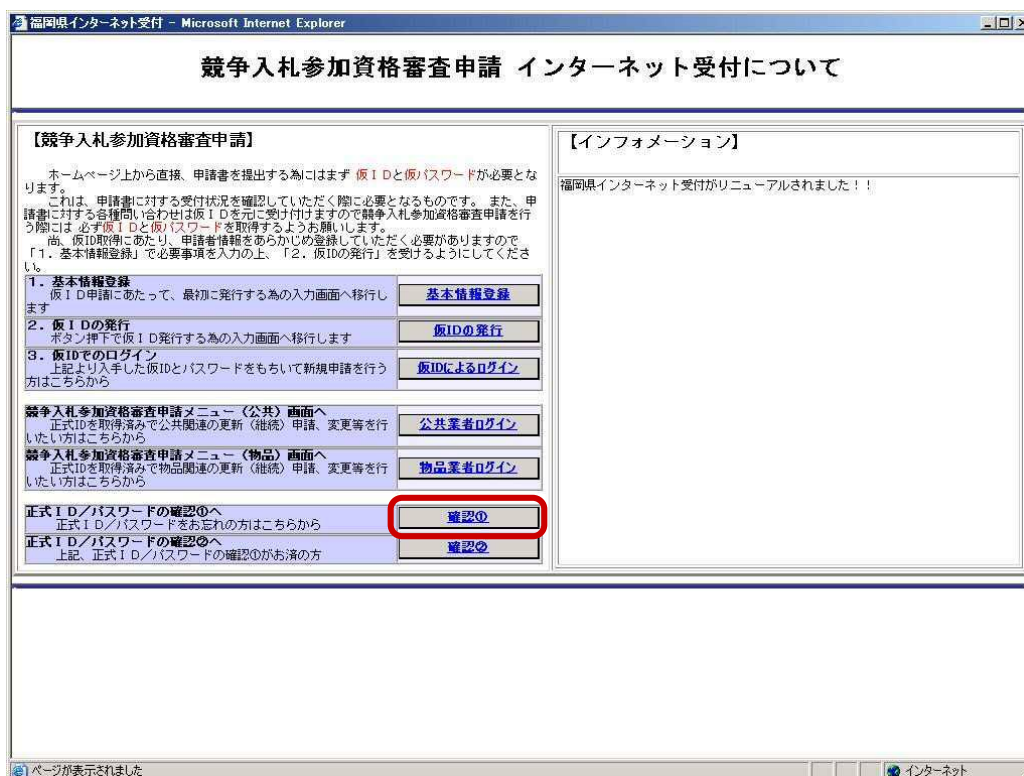 福岡県インターネット受付 - Microsoft Internet Explorer
競争入札参加資格審査申請 インターネット受付について
【競争入札参加資格審査申請】
ホームページ上から直接、申請書を提出する為にはまず 仮IDと仮パスワードが必要とな
ります。
これは、申請書に対する受付状況を確認していただく際に必要となるものです。 また、申
請書に対する各種問い合わせは仮IDを元に受け付けますので競争入札参加資格審査申請を行
う際には 必ず仮IDと仮パスワードを取得するようお願いします。
尚、仮ID取得にあたり、申請者情報をあらかじめ登録していただく必要がありますので
「1.基本情報登録」で必要事項を入力の上、「2.仮IDの発行」を受けるようにしてくださ
い。
1.基本情報登録
仮ID申請にあたって、最初に発行する為の入力画面へ移行し
ます
基本情報登録
2.仮IDの発行
ボタン押下で仮ID発行する為の入力画面へ移行します
仮IDの発行
3.仮IDでのログイン
上記より入手した仮IDとパスワードをもちいて新規申請を行う
方はこちらから
仮IDによるログイン
競争入札参加資格審査申請メニュー(公共)画面へ
正式IDを取得済みで公共関連の更新(継続)申請、変更等を行
いたい方はこちらから
公共業者ログイン
競争入札参加資格審査申請メニュー(物品)画面へ
正式IDを取得済みで物品関連の更新(継続)申請、変更等を行
いたい方はこちらから
物品業者ログイン
正式ID/パスワードの確認①へ
正式ID/パスワードをお忘れの方はこちらから
確認①
正式ID/パスワードの確認②へ
上記、正式ID/パスワードの確認①がお済の方
確認②
【インフォメーション】
福岡県インターネット受付がリニューアルされました!!
ページが表示されました
インターネット